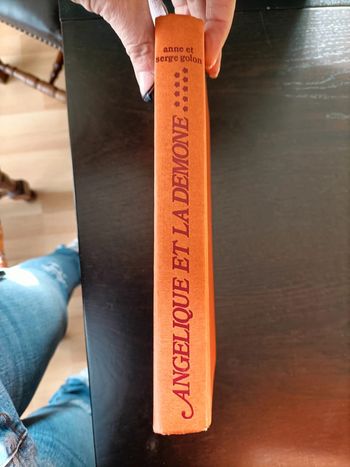 anne et
serge golon
ANGELIQUE ET LA DEMONE